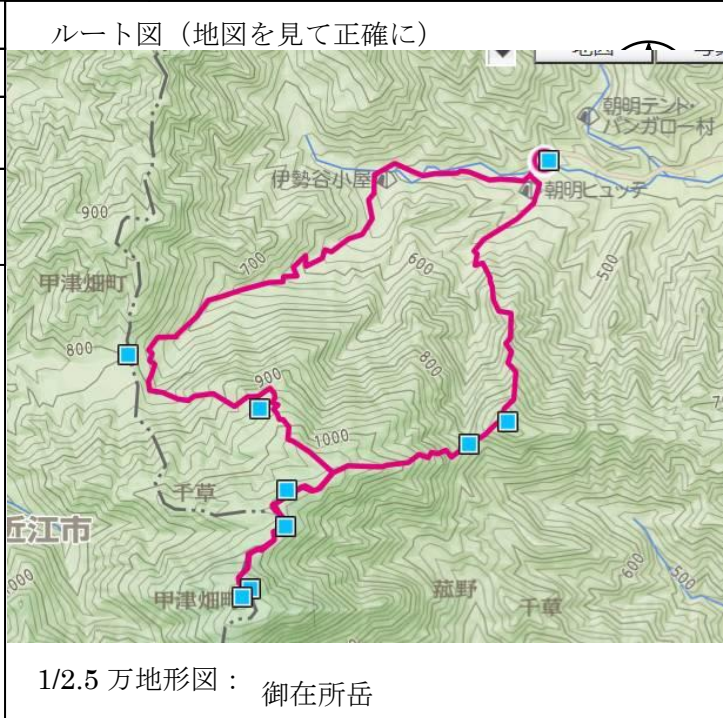 ルート図（地図を見て正確に）
地図
朝明テント・
バンガロー村
伊勢谷小屋
朝明ヒュッテ
900
700
600
500
甲津畑町
800
900
800
1000
千草
近江市
000
甲津畑町
菰野
千草
600
500
1/2.5 万地形図： 御在所岳